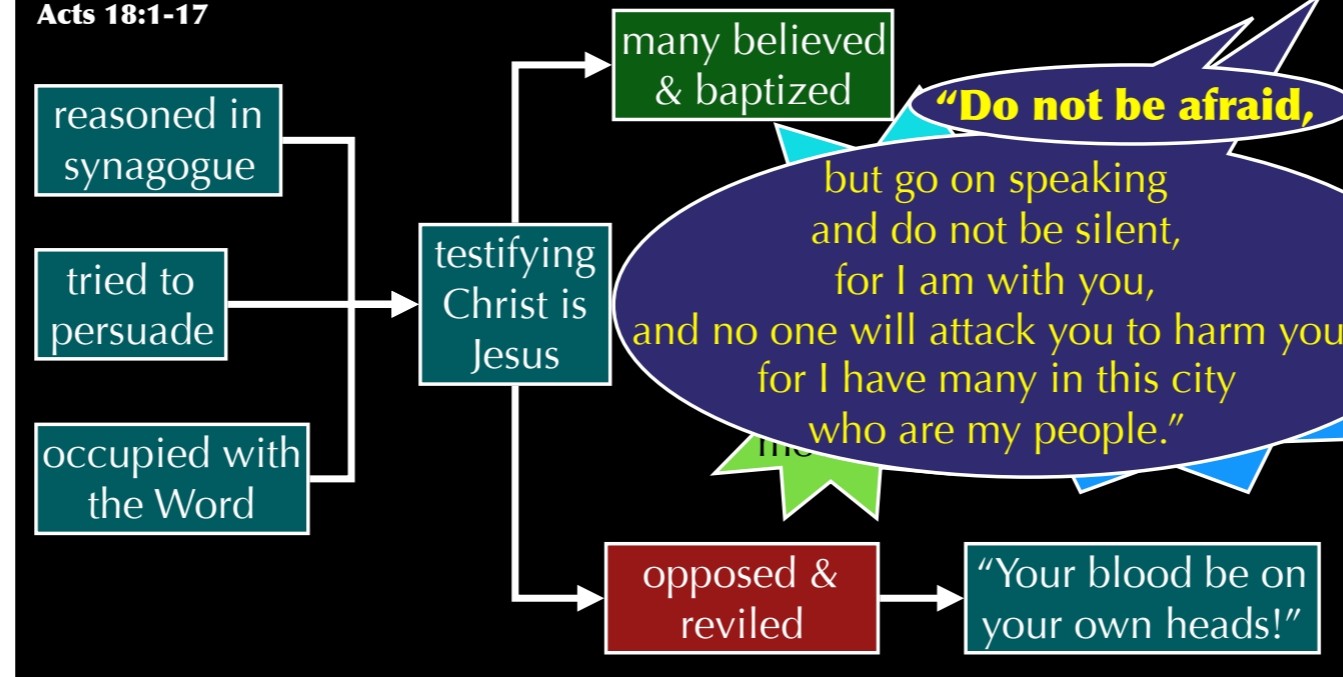 Acts 18:1-17
reasoned in
synagogue
tried to
persuade
occupied with
the Word
testifying
Christ is
Jesus
many believed
& baptized
“Do not be afraid,
but go on speaking
and do not be silent,
for I am with you,
and no one will attack you to harm you
for I have many in this city
who are my people.”
opposed &
reviled
“Your blood be on
your own heads!”